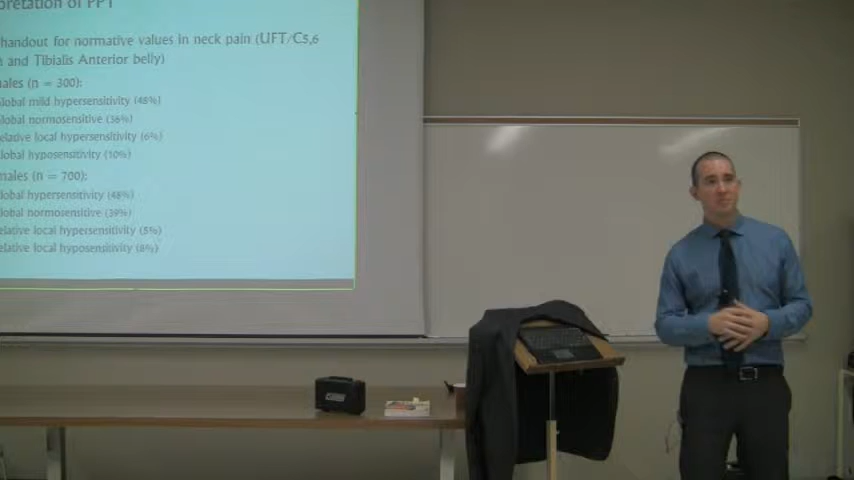 pretation of PPT
handout for normative values in neck pain (UFT/C5,6
and Tibialis Anterior belly)
ales (n = 300):
lobal mild hypersensitivity (48%)
lobal normosensitive (36%)
elative local hypersensitivity (6%)
lobal hyposensitivity (10%)
males (n = 700):
lobal hypersensitivity (48%)
lobal normosensitive (39%)
elative local hypersensitivity (5%)
elative local hyposensitivity (8%)